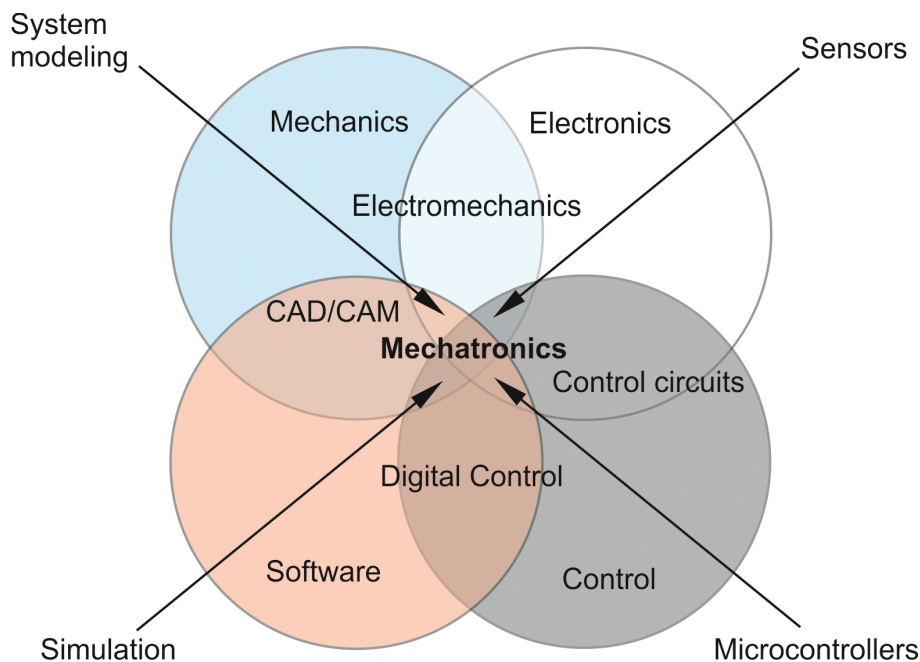 System
modeling
Sensors
Mechanics
Electronics
Electromechanics
CAD/CAM
Mechatronics
Control circuits
Digital Control
Software
Control
Simulation
Microcontrollers